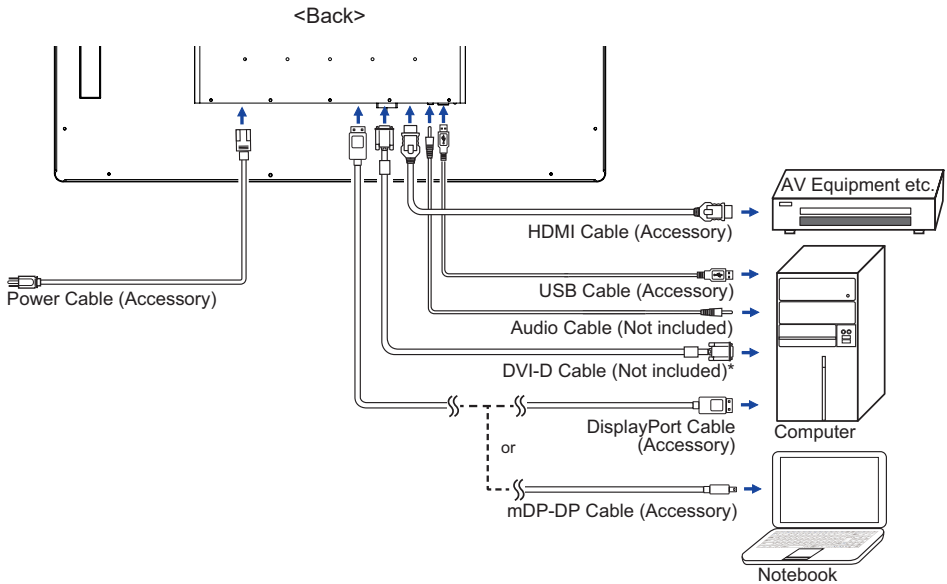 <Back>
AV Equipment etc.
HDMI Cable (Accessory)
USB Cable (Accessory)
Power Cable (Accessory)
Audio Cable (Not included)
DVI-D Cable (Not included)*
DisplayPort Cable
(Accessory)
Computer
or
mDP-DP Cable (Accessory)
Notebook